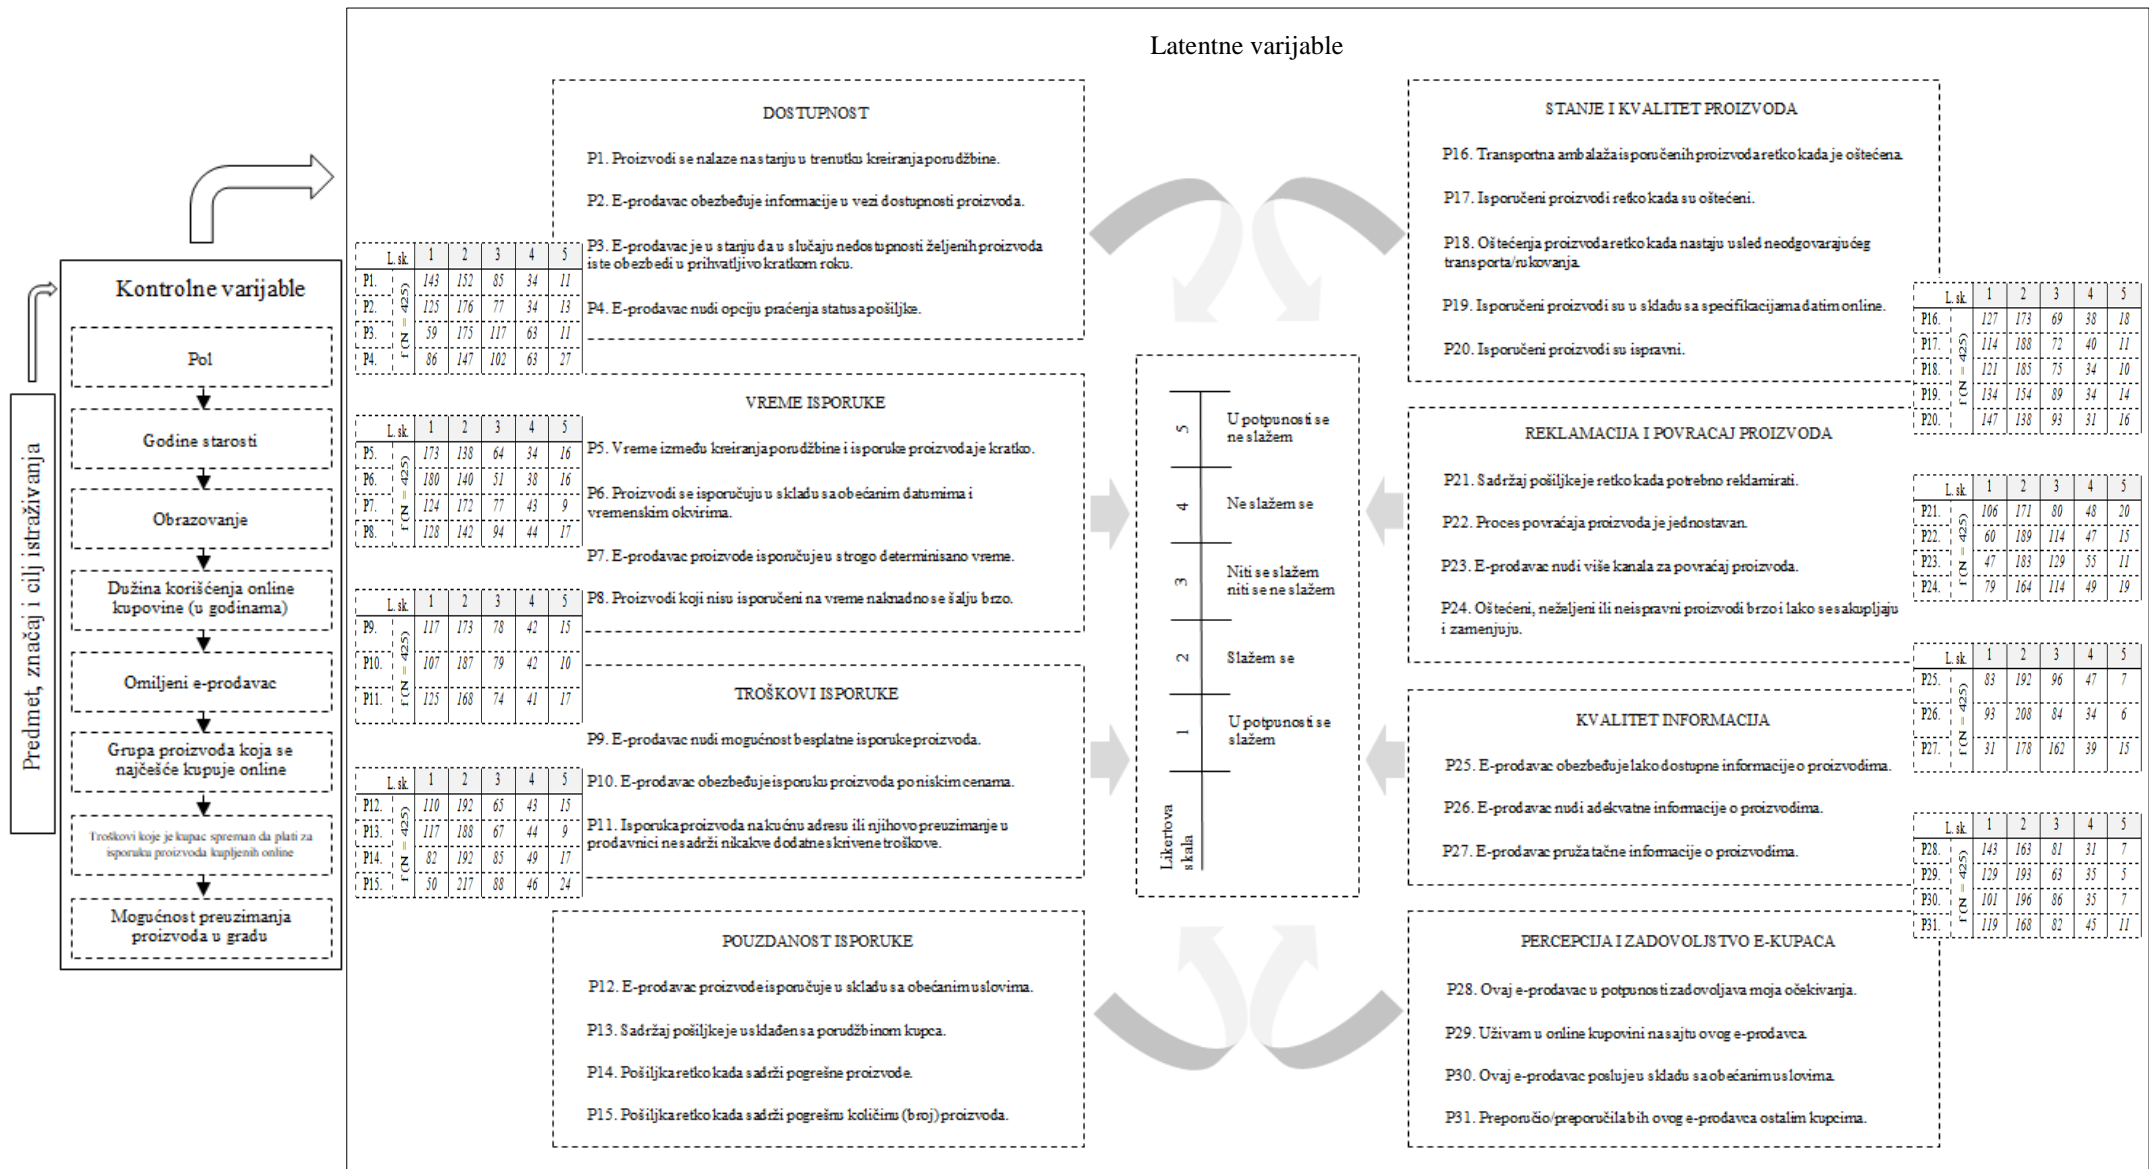 Latentne varijable
Predmet, značaj i cilj istraživanja
Kontrolne varijable
Pol
Godine starosti
Obrazovanje
Dužina korišćenja online
kupovine (u godinama)
Omiljeni e-prodavac
Grupa proizvoda koja se
najčešće kupuje online
Troškovi koje je kupac spreman da plati za
isporuku proizvoda kupljenih online
Mogućnost preuzimanja
proizvoda u gradu
L. sk. 1 2 3 4 5
f (N = 425)
P1. 143 152 85 34 11
P2. 125 176 77 34 13
P3. 59 175 117 63 11
P4. 86 147 102 63 27
L. sk. 1 2 3 4 5
f (N = 425)
P5. 173 138 64 34 16
P6. 180 140 51 38 16
P7. 124 172 77 43 9
P8. 128 142 94 44 17
L. sk. 1 2 3 4 5
f (N = 425)
P9. 117 173 78 42 15
P10. 107 187 79 42 10
P11. 125 168 74 41 17
L. sk. 1 2 3 4 5
f (N = 425)
P12. 110 192 65 43 15
P13. 117 188 67 44 9
P14. 82 192 85 49 17
P15. 50 217 88 46 24
DOSTUPNOST
P1. Proizvodi se nalaze na stanju u trenutku kreiranja porudžbine.
P2. E-prodavac obezbeđuje informacije u vezi dostupnosti proizvoda.
P3. E-prodavac je u stanju da u slučaju nedostupnosti željenih proizvoda
iste obezbedi u prihvatljivo kratkom roku.
P4. E-prodavac nudi opciju praćenja statusa pošiljke.
VREME ISPORUKE
P5. Vreme između kreiranja porudžbine i isporuke proizvoda je kratko.
P6. Proizvodi se isporučuju u skladu sa obećanim datumima i
vremenskim okvirima.
P7. E-prodavac proizvode isporučuje u strogo determinisano vreme.
P8. Proizvodi koji nisu isporučeni na vreme naknadno se šalju brzo.
TROŠKOVI ISPORUKE
P9. E-prodavac nudi mogućnost besplatne isporuke proizvoda.
P10. E-prodavac obezbeđuje isporuku proizvoda po niskim cenama.
P11. Isporuka proizvoda na kućnu adresu ili njihovo preuzimanje u
prodavnici ne sadrži nikakve dodatne skrivene troškove.
POUZDANOST ISPORUKE
P12. E-prodavac proizvode isporučuje u skladu sa obećanim uslovima.
P13. Sadržaj pošiljke je usklađen sa porudžbinom kupca.
P14. Pošiljka retko kada sadrži pogrešne proizvode.
P15. Pošiljka retko kada sadrži pogrešnu količinu (broj) proizvoda.
5 U potpunosti se
ne slažem
4 Ne slažem se
3 Niti se slažem
niti se ne slažem
2 Slažem se
1 U potpunosti se
slažem
Likertova
skala
STANJE I KVALITET PROIZVODA
P16. Transportna ambalaža isporučenih proizvoda retko kada je oštećena.
P17. Isporučeni proizvodi retko kada su oštećeni.
P18. Oštećenja proizvoda retko kada nastaju usled neodgovarajućeg
transporta/rukovanja.
P19. Isporučeni proizvodi su u skladu sa specifikacijama datim online.
P20. Isporučeni proizvodi su ispravni.
REKLAMACIJA I POVRACAJ PROIZVODA
P21. Sadržaj pošiljke je retko kada potrebno reklamirati.
P22. Proces povraćaja proizvoda je jednostavan.
P23. E-prodavac nudi više kanala za povraćaj proizvoda.
P24. Oštećeni, neželjeni ili neispravni proizvodi brzo i lako se sakupljaju
i zamenjuju.
KVALITET INFORMACIJA
P25. E-prodavac obezbeđuje lako dostupne informacije o proizvodima.
P26. E-prodavac nudi adekvatne informacije o proizvodima.
P27. E-prodavac pruža tačne informacije o proizvodima.
PERCEPCIJA I ZADOVOLJSTVO E-KUPACA
P28. Ovaj e-prodavac u potpunosti zadovoljava moja očekivanja.
P29. Uživam u online kupovini na sajtu ovog e-prodavca.
P30. Ovaj e-prodavac posluje u skladu sa obećanim uslovima.
P31. Preporučio/preporučila bih ovog e-prodavca ostalim kupcima.
L. sk. 1 2 3 4 5
f (N = 425)
P16. 127 173 69 38 18
P17. 114 188 72 40 11
P18. 121 185 75 34 10
P19. 134 154 89 34 14
P20. 147 138 93 31 16
L. sk. 1 2 3 4 5
f (N = 425)
P21. 106 171 80 48 20
P22. 60 189 114 47 15
P23. 47 183 129 55 11
P24. 79 164 114 49 19
L. sk. 1 2 3 4 5
f (N = 425)
P25. 83 192 96 47 7
P26. 93 208 84 34 6
P27. 31 178 162 39 15
L. sk. 1 2 3 4 5
f (N = 425)
P28. 143 163 81 31 7
P29. 129 193 63 35 5
P30. 101 196 86 35 7
P31. 119 168 82 45 11